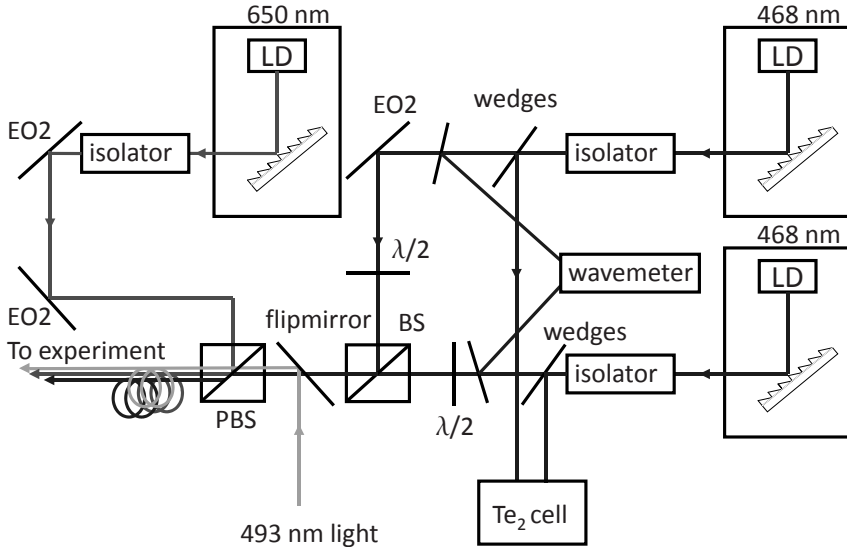 650 nm
468 nm
LD
LD
EO2
EO2
wedges
isolator
isolator
468 nm
λ/2
wavemeter
LD
EO2
flipmirror
BS
wedges
To experiment
isolator
PBS
λ/2
Te₂ cell
493 nm light